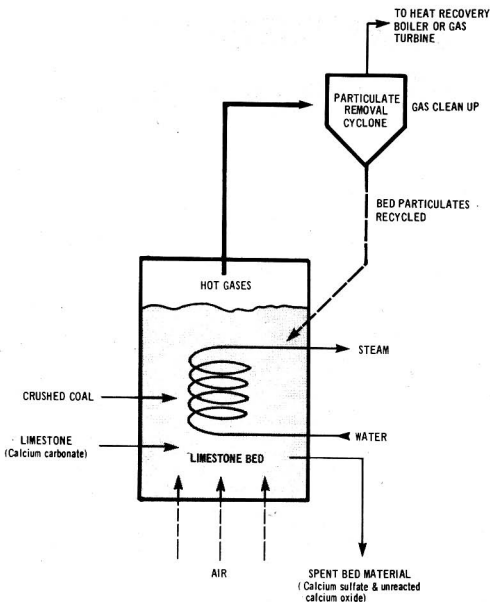 TO HEAT RECOVERY
BOILER OR GAS
TURBINE
PARTICULATE
REMOVAL
CYCLONE
GAS CLEAN UP
BED PARTICULATES
RECYCLED
HOT GASES
STEAM
CRUSHED COAL
WATER
LIMESTONE
(Calcium carbonate)
LIMESTONE BED
AIR
SPENT BED MATERIAL
(Calcium sulfate & unreacted
calcium oxide)